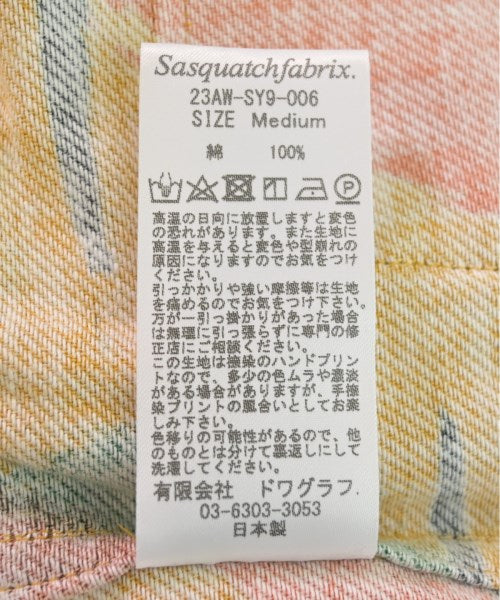 Sasquatchfabrix.
23AW-SY9-006
SIZE Medium
綿 100%
高温の日向に放置しますと変色
の恐れがあります。また生地に
高温を与えると変色や型崩れの
原因になりますのでお気をつけ
ください。
引っかかりや強い摩擦等は生地
を痛めるのでお気をつけ下さい。
万が一引っ掛かりがあった場合
は無理に引っ張らずに専門の修
正店にご相談ください。
この生地は捺染のハンドプリン
トなので、多少の色ムラや濃淡
がある場合がありますが、手捺
染プリントの風合いとしてお楽
しみ下さい。
色移りの可能性があるので、他
のものとは分けて裏返しにして
洗濯してください。
有限会社 ドワグラフ.
03-6303-3053
日本製